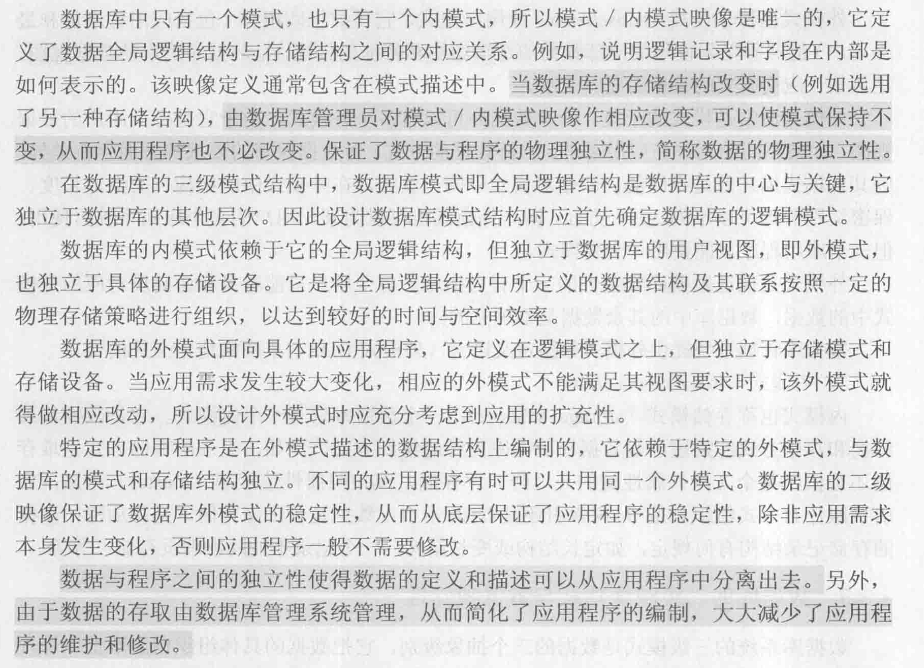 数据库中只有一个模式，也只有一个内模式，所以模式/内模式映像是唯一的，它定
义了数据全局逻辑结构与存储结构之间的对应关系。例如，说明逻辑记录和字段在内部是
如何表示的。该映像定义通常包含在模式描述中。当数据库的存储结构改变时（例如选用
了另一种存储结构），由数据库管理员对模式/内模式映像作相应改变，可以使模式保持不
变，从而应用程序也不必改变。保证了数据与程序的物理独立性，简称数据的物理独立性。
在数据库的三级模式结构中，数据库模式即全局逻辑结构是数据库的中心与关键，它
独立于数据库的其他层次。因此设计数据库模式结构时应首先确定数据库的逻辑模式。
数据库的内模式依赖于它的全局逻辑结构，但独立于数据库的用户视图，即外模式，
也独立于具体的存储设备。它是将全局逻辑结构中所定义的数据结构及其联系按照一定的
物理存储策略进行组织，以达到较好的时间与空间效率。
数据库的外模式面向具体的应用程序，它定义在逻辑模式之上，但独立于存储模式和
存储设备。当应用需求发生较大变化，相应的外模式不能满足其视图要求时，该外模式就
得做相应改动，所以设计外模式时应充分考虑到应用的扩充性。
特定的应用程序是在外模式描述的数据结构上编制的，它依赖于特定的外模式，与数
据库的模式和存储结构独立。不同的应用程序有时可以共用同一个外模式。数据库的二级
映像保证了数据库外模式的稳定性，从而从底层保证了应用程序的稳定性，除非应用需求
本身发生变化，否则应用程序一般不需要修改。
数据与程序之间的独立性使得数据的定义和描述可以从应用程序中分离出去。另外，
由于数据的存取由数据库管理系统管理，从而简化了应用程序的编制，大大减少了应用程
序的维护和修改。